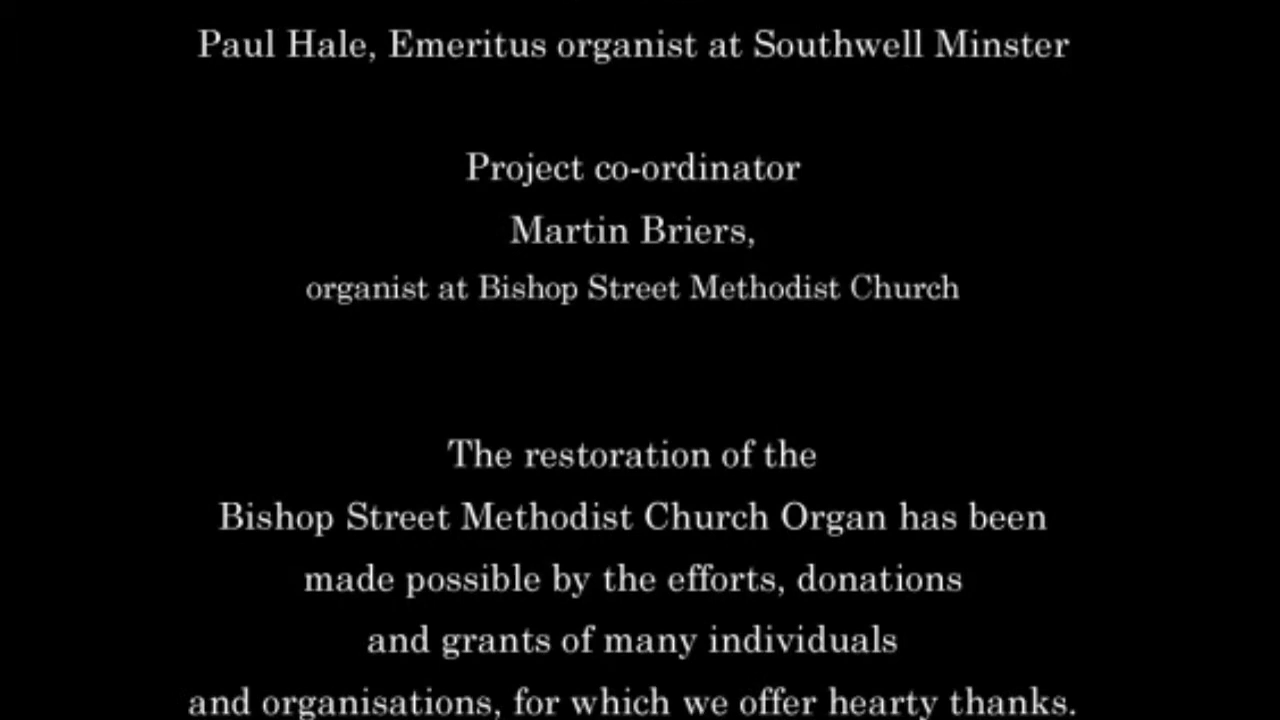 Paul Hale, Emeritus organist at Southwell Minster
Project co-ordinator
Martin Briers,
organist at Bishop Street Methodist Church
The restoration of the
Bishop Street Methodist Church Organ has been
made possible by the efforts, donations
and grants of many individuals
and organisations, for which we offer hearty thanks.